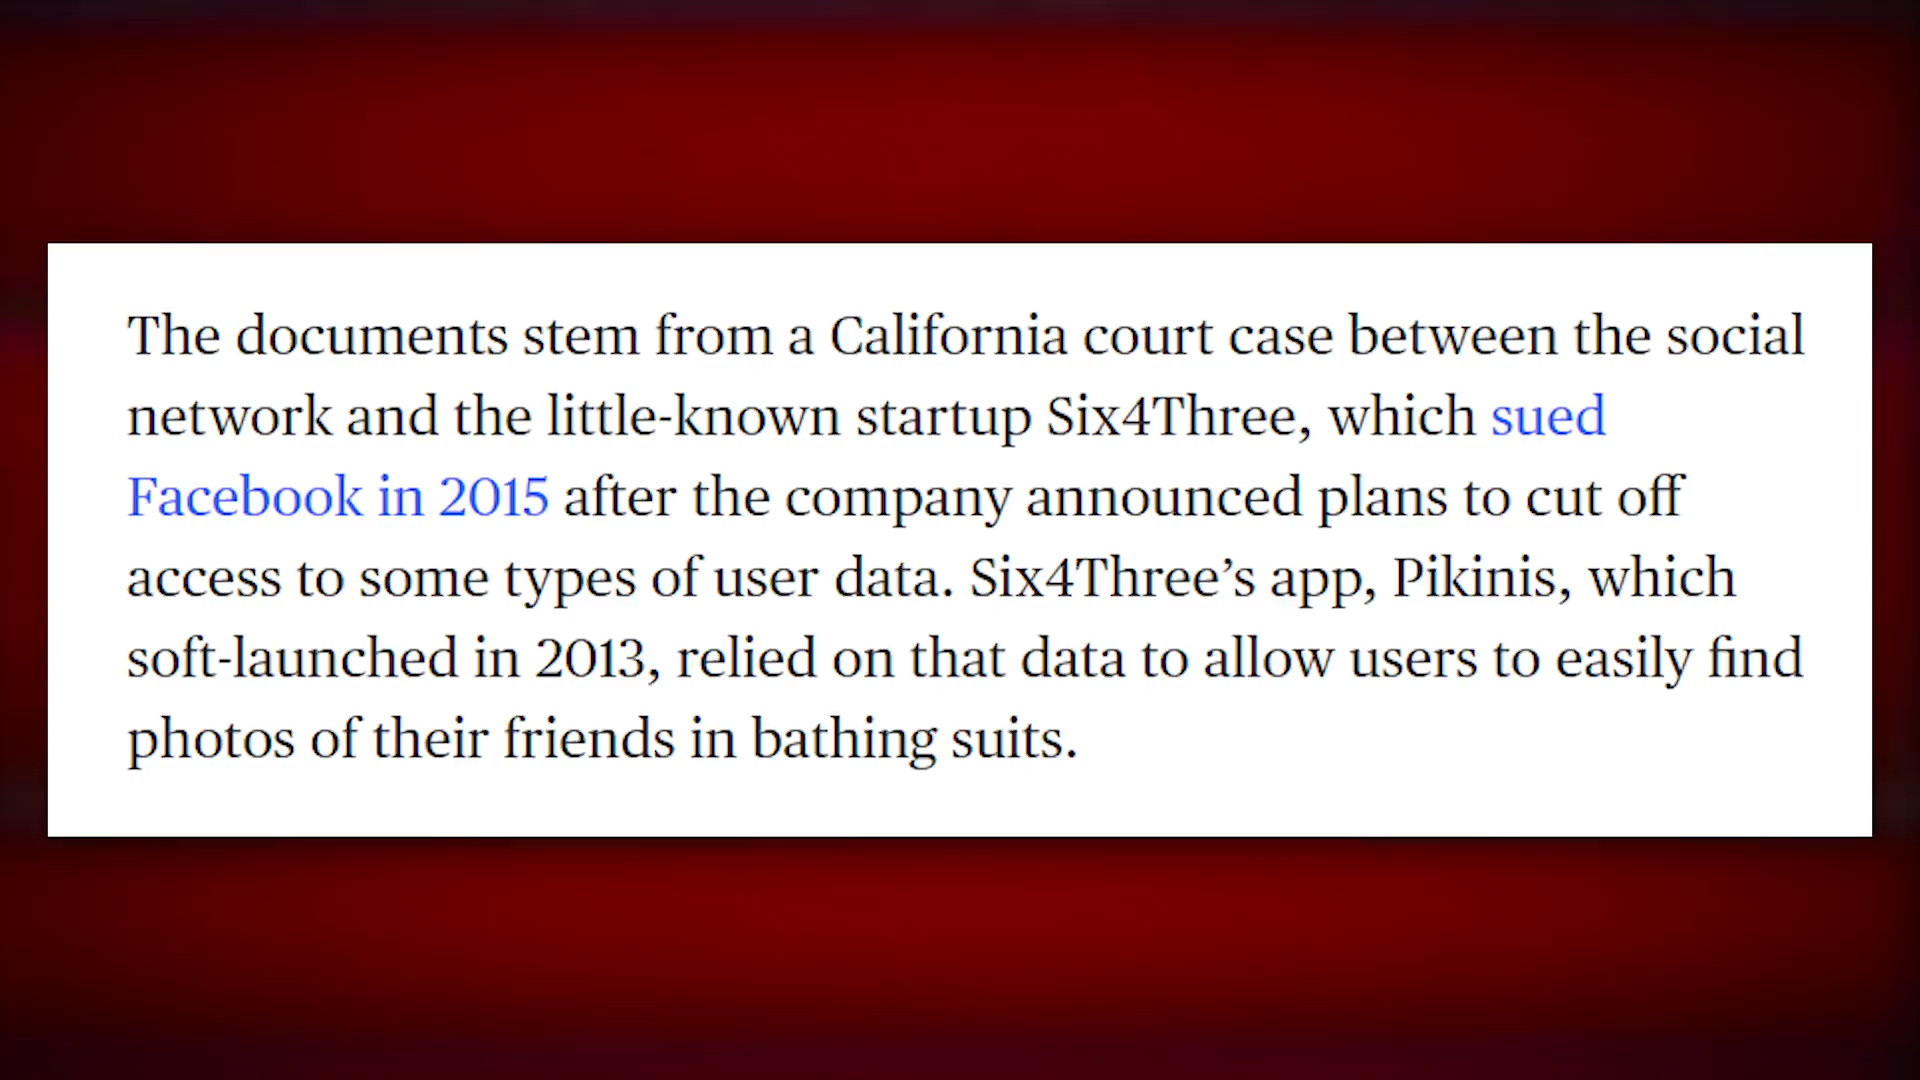 The documents stem from a California court case between the social
network and the little-known startup Six4Three, which sued
Facebook in 2015 after the company announced plans to cut off
access to some types of user data. Six4Three’s app, Pikinis, which
soft-launched in 2013, relied on that data to allow users to easily find
photos of their friends in bathing suits.